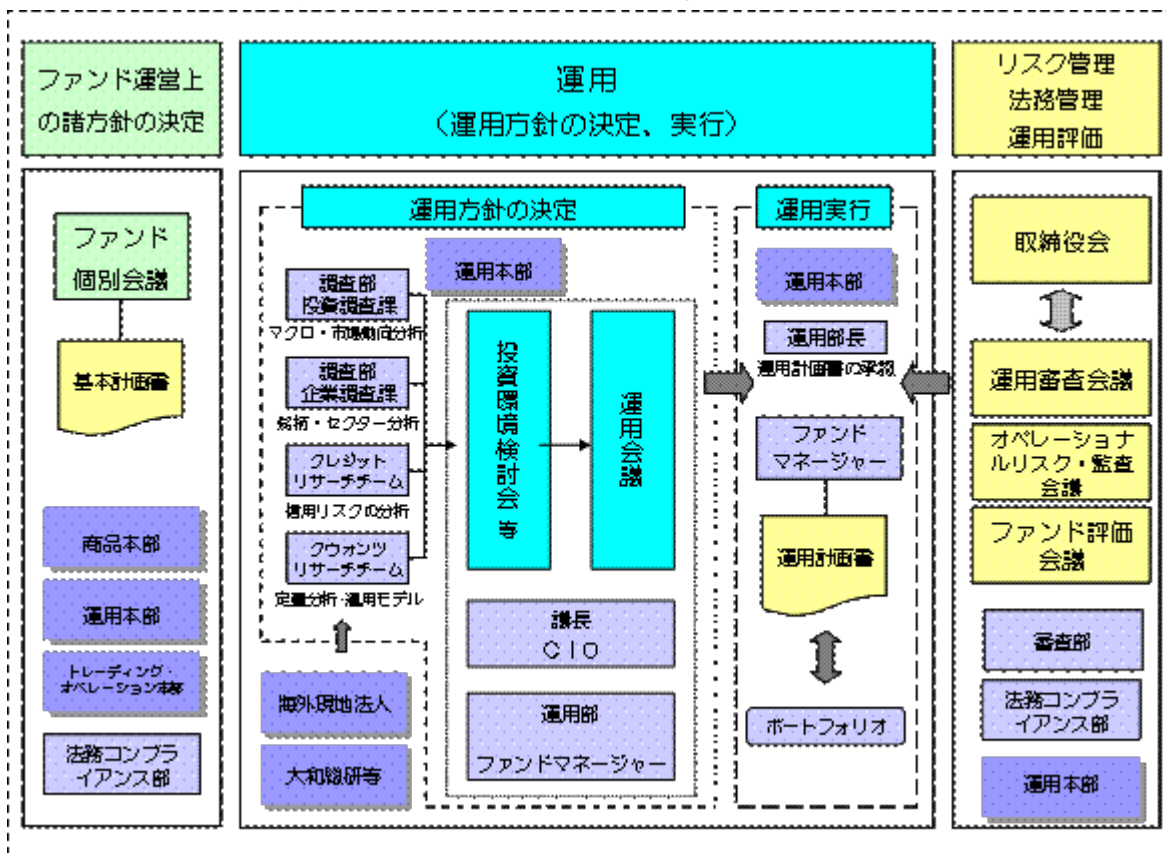 ファンド運営上
の諸方針の決定
運用
(運用方針の決定、実行)
リスク管理
法務管理
運用評価
ファンド
個別会議
基本計画書
商品本部
運用本部
トレーディング・
オペレーション本部
法務コンプラ
イアンス部
運用方針の決定
運用本部
調査部
投資調査課
マクロ・市場動向分析
調査部
企業調査課
銘柄・セクター分析
クレジット
リサーチチーム
信用リスクの分析
クウォンツ
リサーチチーム
定量分析・運用モデル
海外現地法人
大和総研等
投資環境検討会 等
運用会議
議長
CIO
運用部
ファンドマネージャー
運用実行
運用本部
運用部長
運用計画書の承認
ファンド
マネージャー
運用計画書
ポートフォリオ
取締役会
運用審査会議
オペレーショナ
ルリスク・監査
会議
ファンド評価
会議
審査部
法務コンプラ
イアンス部
運用本部